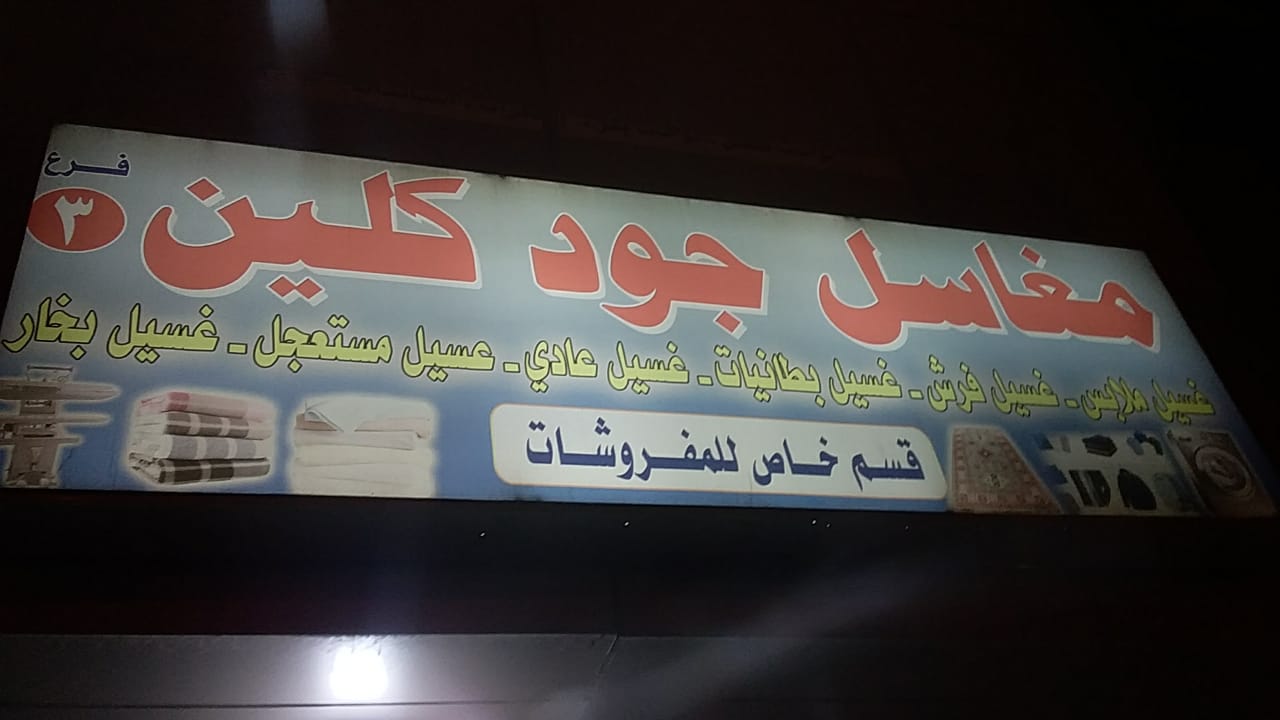 مغاسل جود كلين
فرع
٣
غسيل ملابس - غسيل فرش - غسيل بطانيات - غسيل عادي - عسيل مستعجل - غسيل بخار
قسم خاص للمفروشات